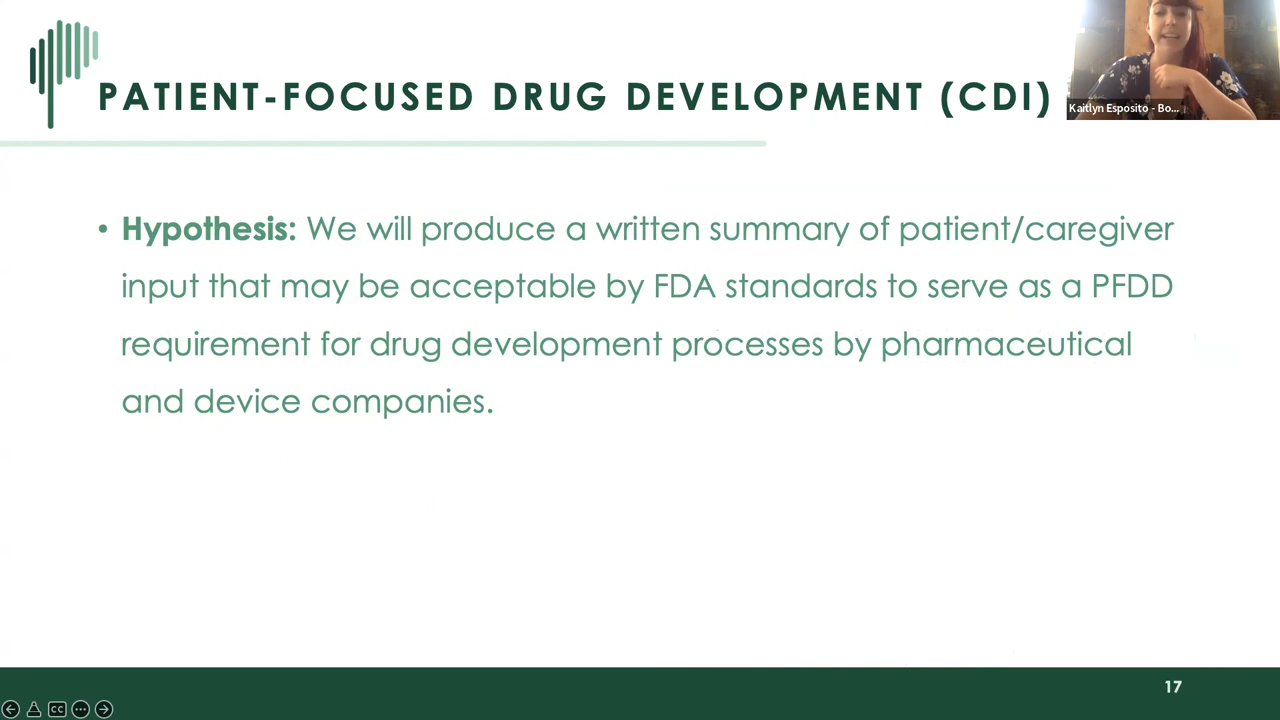 PATIENT-FOCUSED DRUG DEVELOPMENT (CDI)
Kaitlyn Esposito - Bo...
• Hypothesis: We will produce a written summary of patient/caregiver
input that may be acceptable by FDA standards to serve as a PFDD
requirement for drug development processes by pharmaceutical
and device companies.
17
CC